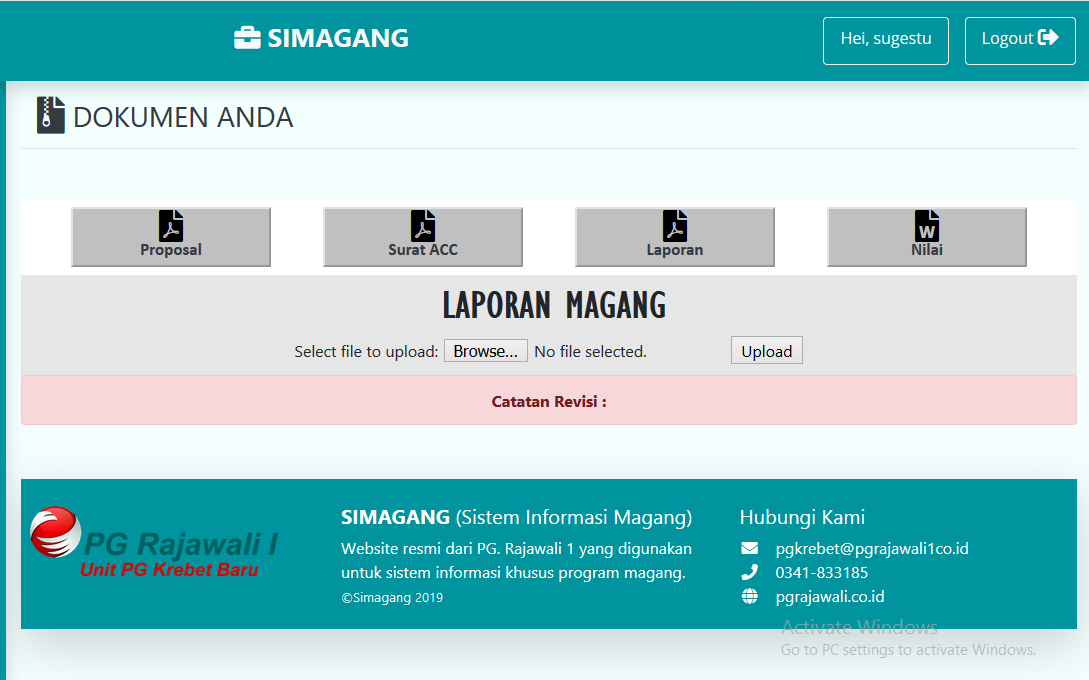 SIMAGANG
Hei, sugestu
Logout
DOKUMEN ANDA
Proposal
Surat ACC
Laporan
W
Nilai
LAPORAN MAGANG
Select file to upload: Browse... No file selected. Upload
Catatan Revisi :
PG Rajawali I
Unit PG Krebet Baru
SIMAGANG (Sistem Informasi Magang)
Website resmi dari PG. Rajawali 1 yang digunakan
untuk sistem informasi khusus program magang.
©Simagang 2019
Hubungi Kami
pgkrebet@pgrajawali1co.id
0341-833185
pgrajawali.co.id
Activate Windows
Go to PC settings to activate Windows.